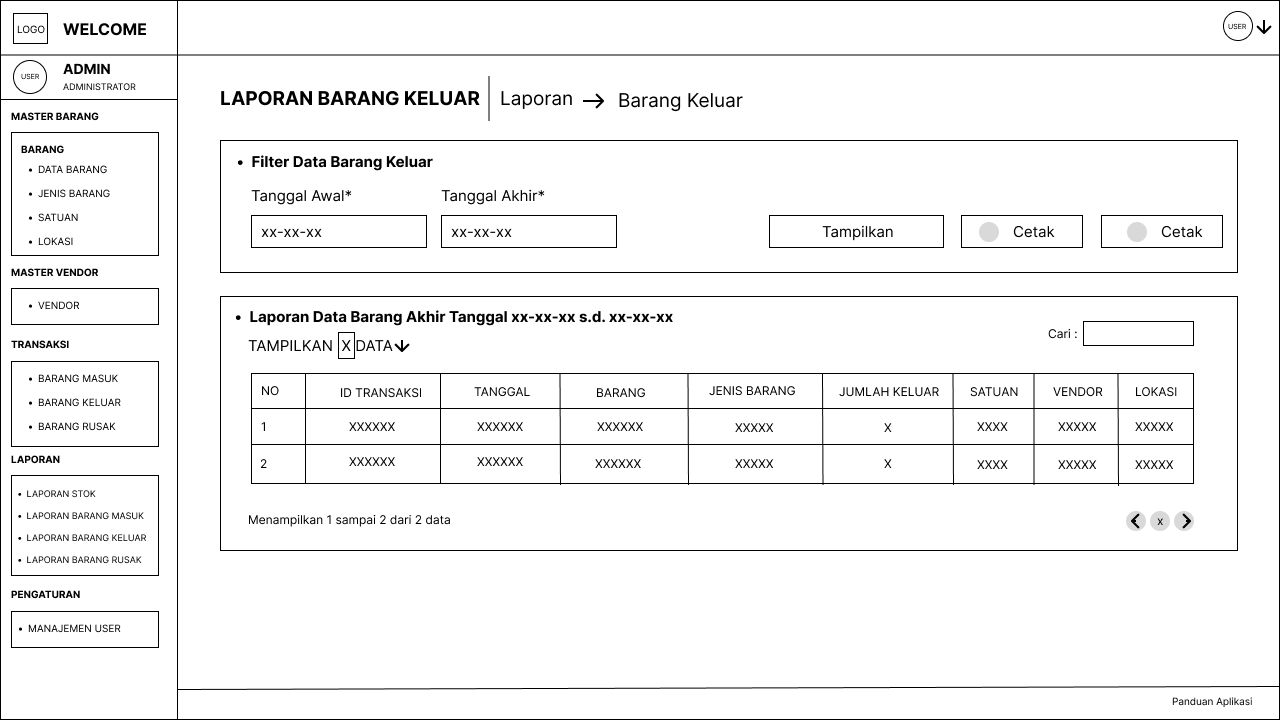 LOGO WELCOME
USER
USER ADMIN
ADMINISTRATOR
MASTER BARANG
BARANG
• DATA BARANG
• JENIS BARANG
• SATUAN
• LOKASI
MASTER VENDOR
• VENDOR
TRANSAKSI
• BARANG MASUK
• BARANG KELUAR
• BARANG RUSAK
LAPORAN
• LAPORAN STOK
• LAPORAN BARANG MASUK
• LAPORAN BARANG KELUAR
• LAPORAN BARANG RUSAK
PENGATURAN
• MANAJEMEN USER
LAPORAN BARANG KELUAR Laporan → Barang Keluar
• Filter Data Barang Keluar
Tanggal Awal* Tanggal Akhir*
xx-xx-xx xx-xx-xx Tampilkan Cetak Cetak
• Laporan Data Barang Akhir Tanggal xx-xx-xx s.d. xx-xx-xx
TAMPILKAN X DATA Cari :
NO ID TRANSAKSI TANGGAL BARANG JENIS BARANG JUMLAH KELUAR SATUAN VENDOR LOKASI
1 XXXXXX XXXXXX XXXXXX XXXXX X XXXX XXXXX XXXXX
2 XXXXXX XXXXXX XXXXXX XXXXX X XXXX XXXXX XXXXX
Menampilkan 1 sampai 2 dari 2 data x
Panduan Aplikasi